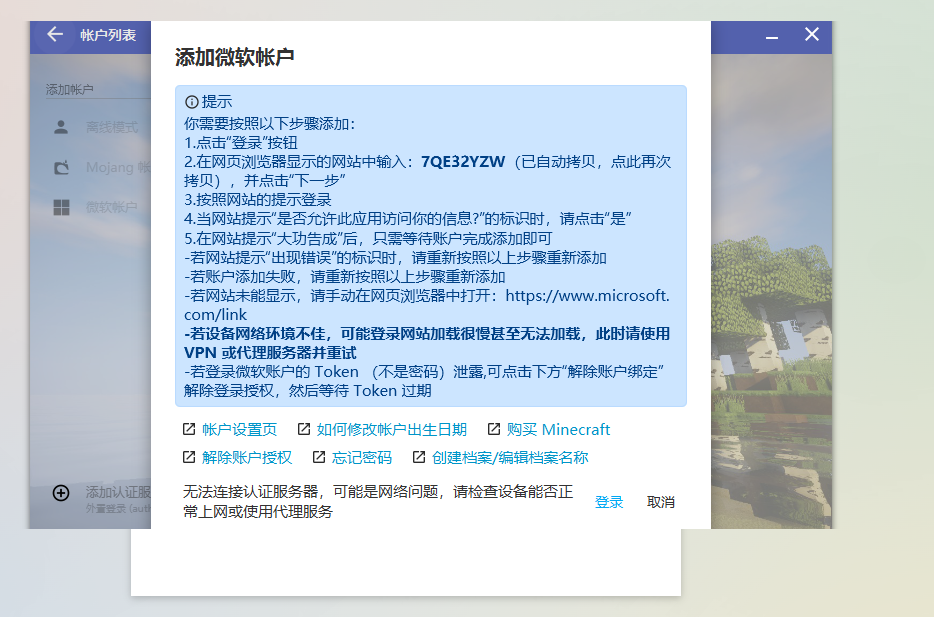 帐户列表
添加微软帐户
添加帐户
离线模式
Mojang 帐
微软帐户
提示
你需要按照以下步骤添加：
1.点击“登录”按钮
2.在网页浏览器显示的网站中输入：7QE32YZW（已自动拷贝，点此再次
拷贝），并点击“下一步”
3.按照网站的提示登录
4.当网站提示“是否允许此应用访问你的信息?”的标识时，请点击“是”
5.在网站提示“大功告成”后，只需等待账户完成添加即可
-若网站提示“出现错误”的标识时，请重新按照以上步骤重新添加
-若账户添加失败，请重新按照以上步骤重新添加
-若网站未能显示，请手动在网页浏览器中打开：https://www.microsoft.
com/link
-若设备网络环境不佳，可能登录网站加载很慢甚至无法加载，此时请使用
VPN 或代理服务器并重试
-若登录微软账户的 Token （不是密码）泄露,可点击下方“解除账户绑定”
解除登录授权，然后等待 Token 过期
帐户设置页 如何修改帐户出生日期 购买 Minecraft
解除账户授权 忘记密码 创建档案/编辑档案名称
添加认证服
外置登录 (auth
无法连接认证服务器，可能是网络问题，请检查设备能否正
常上网或使用代理服务
登录 取消